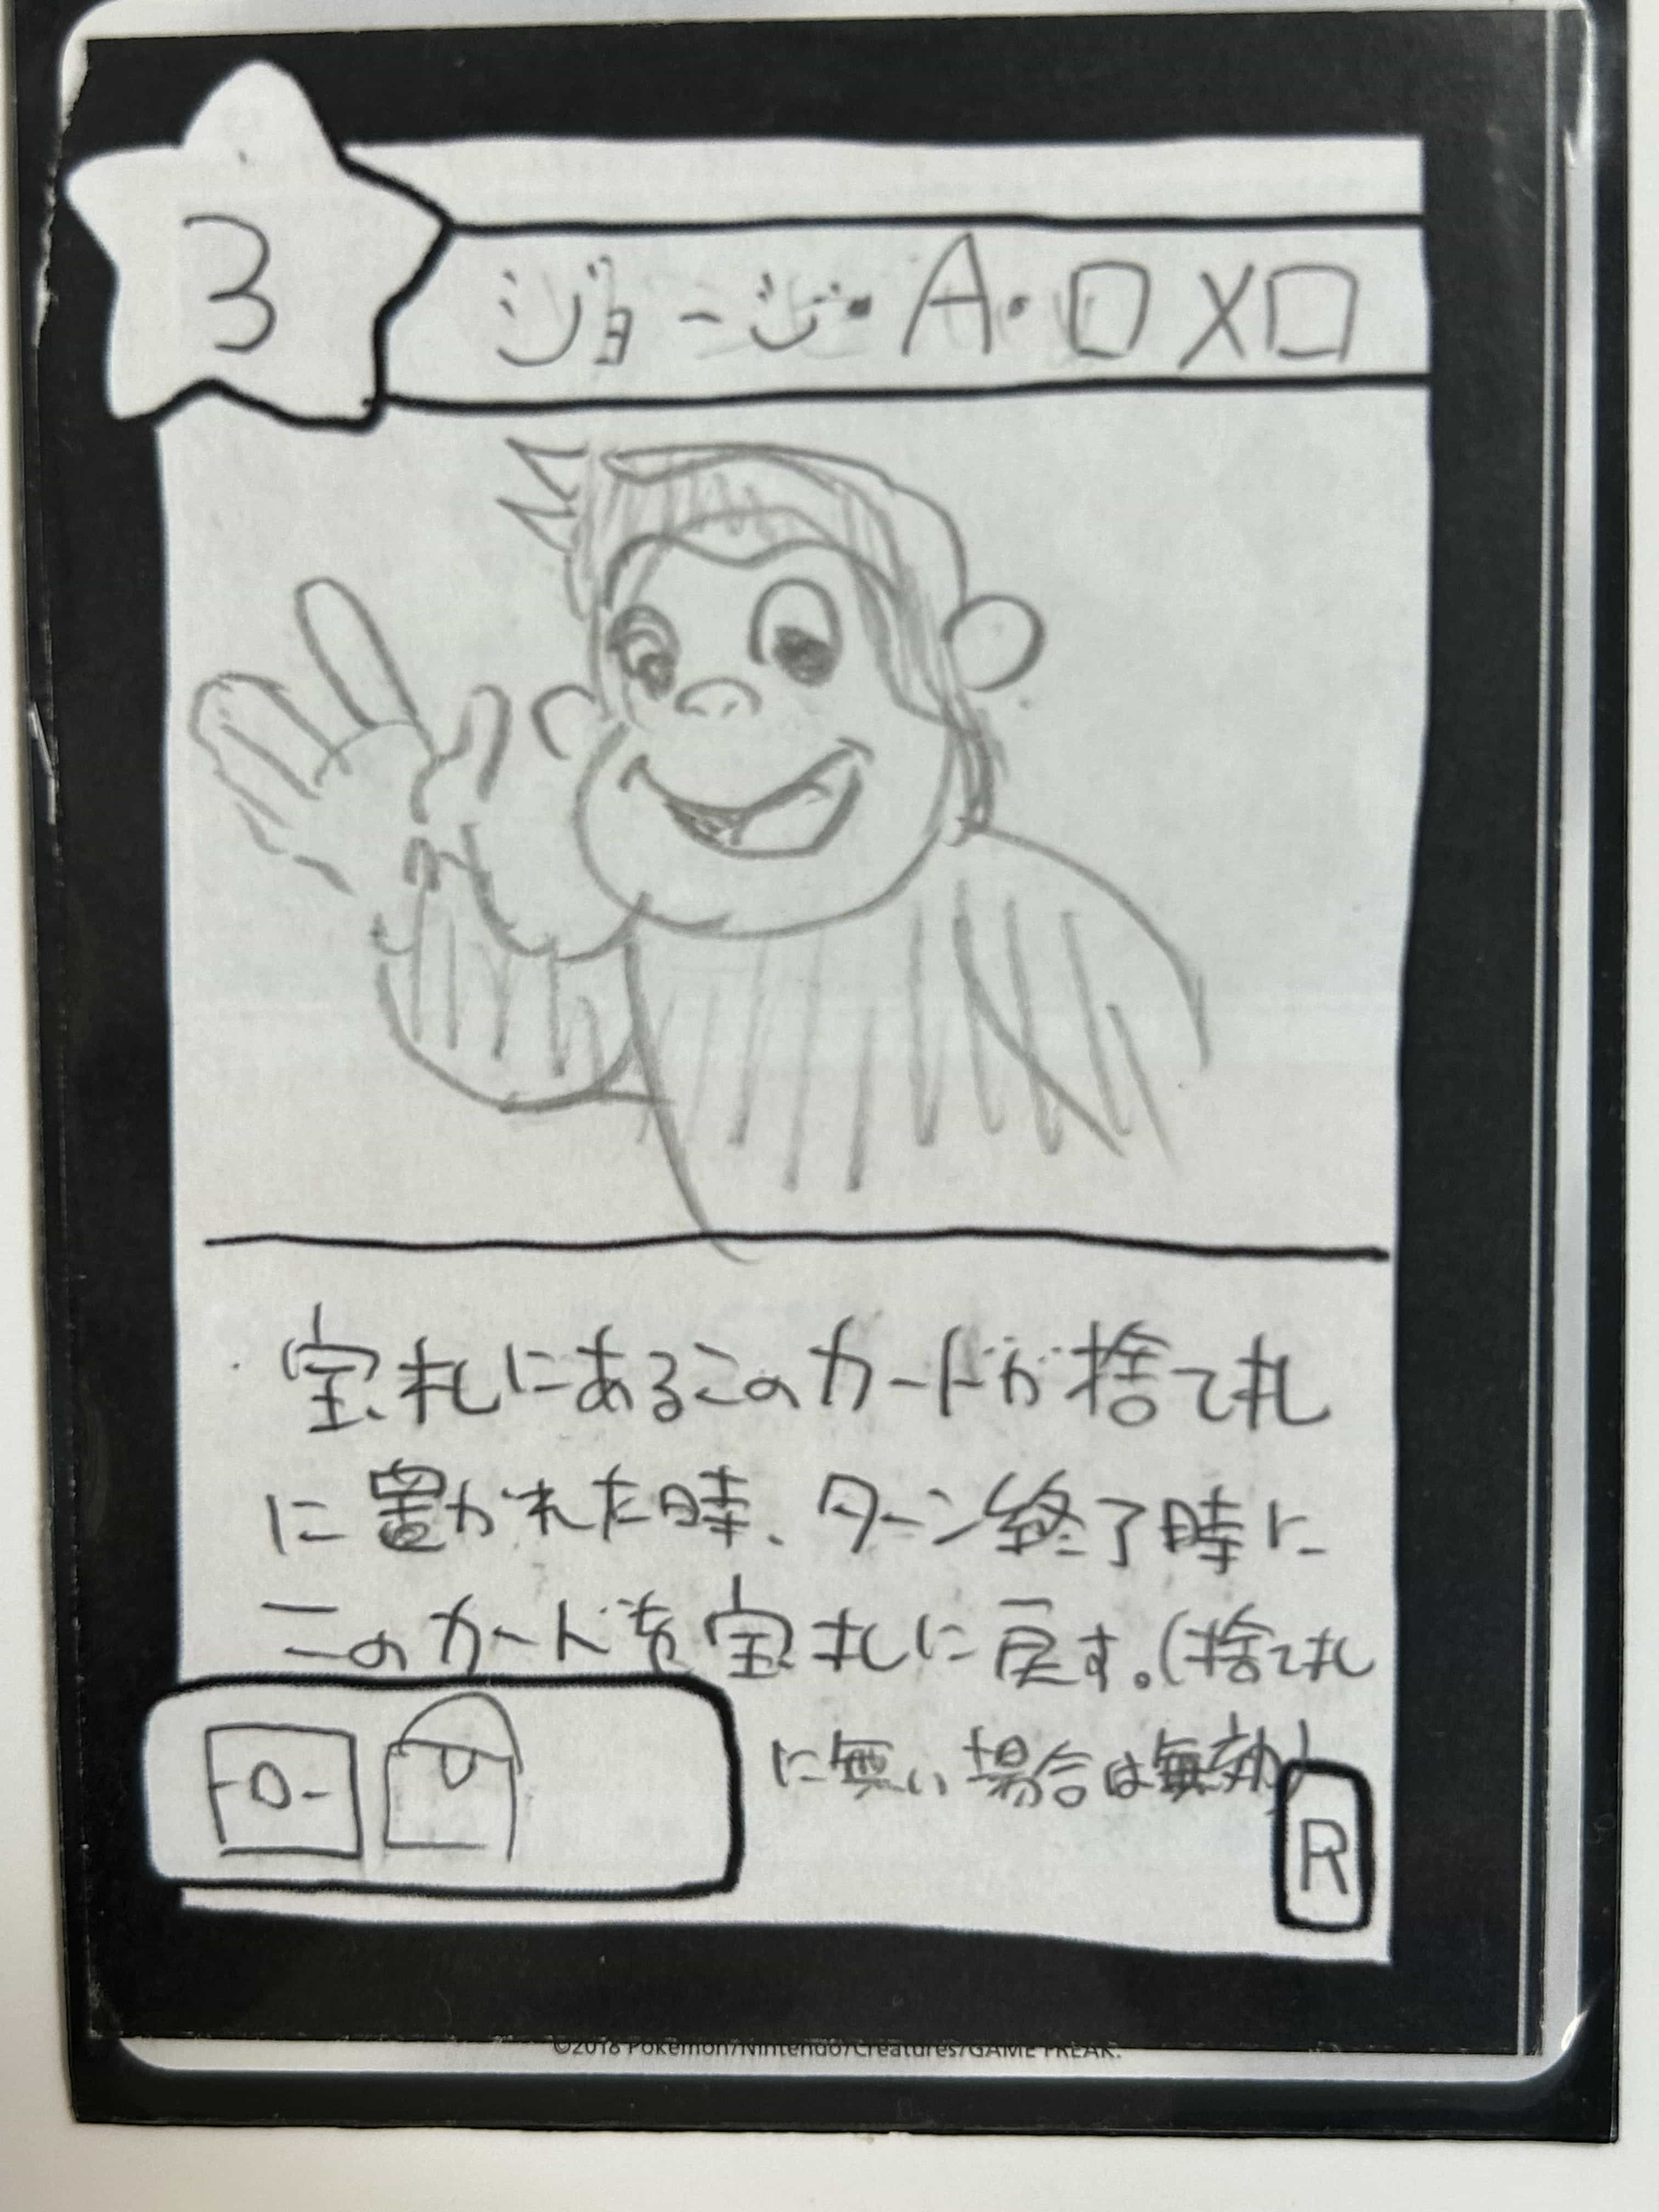 3
ジョージ・A・ロメロ
宝札にあるこのカードが捨て札
に置かれた時、ターン終了時に
このカードを宝札に戻す。(捨て札
に無い場合は無効)
R
©2018 Pokémon/Nintendo/Creatures/GAME FREAK.